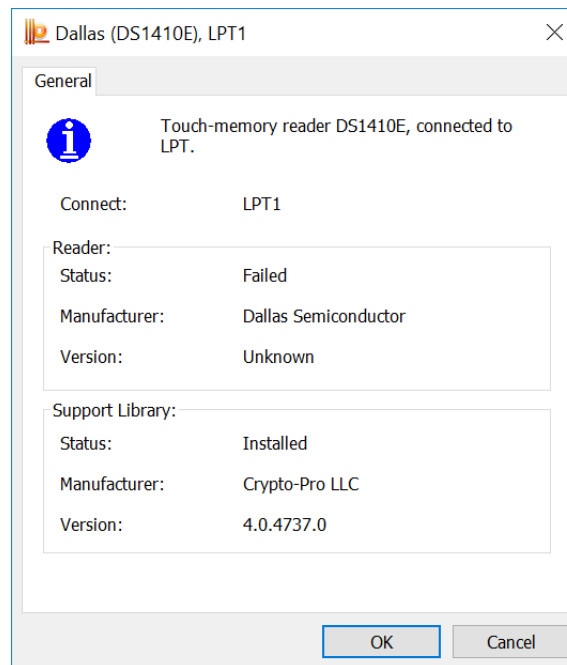 Dallas (DS1410E), LPT1
General
Touch-memory reader DS1410E, connected to
LPT.
Connect: LPT1
Reader:
Status: Failed
Manufacturer: Dallas Semiconductor
Version: Unknown
Support Library:
Status: Installed
Manufacturer: Crypto-Pro LLC
Version: 4.0.4737.0
OK Cancel